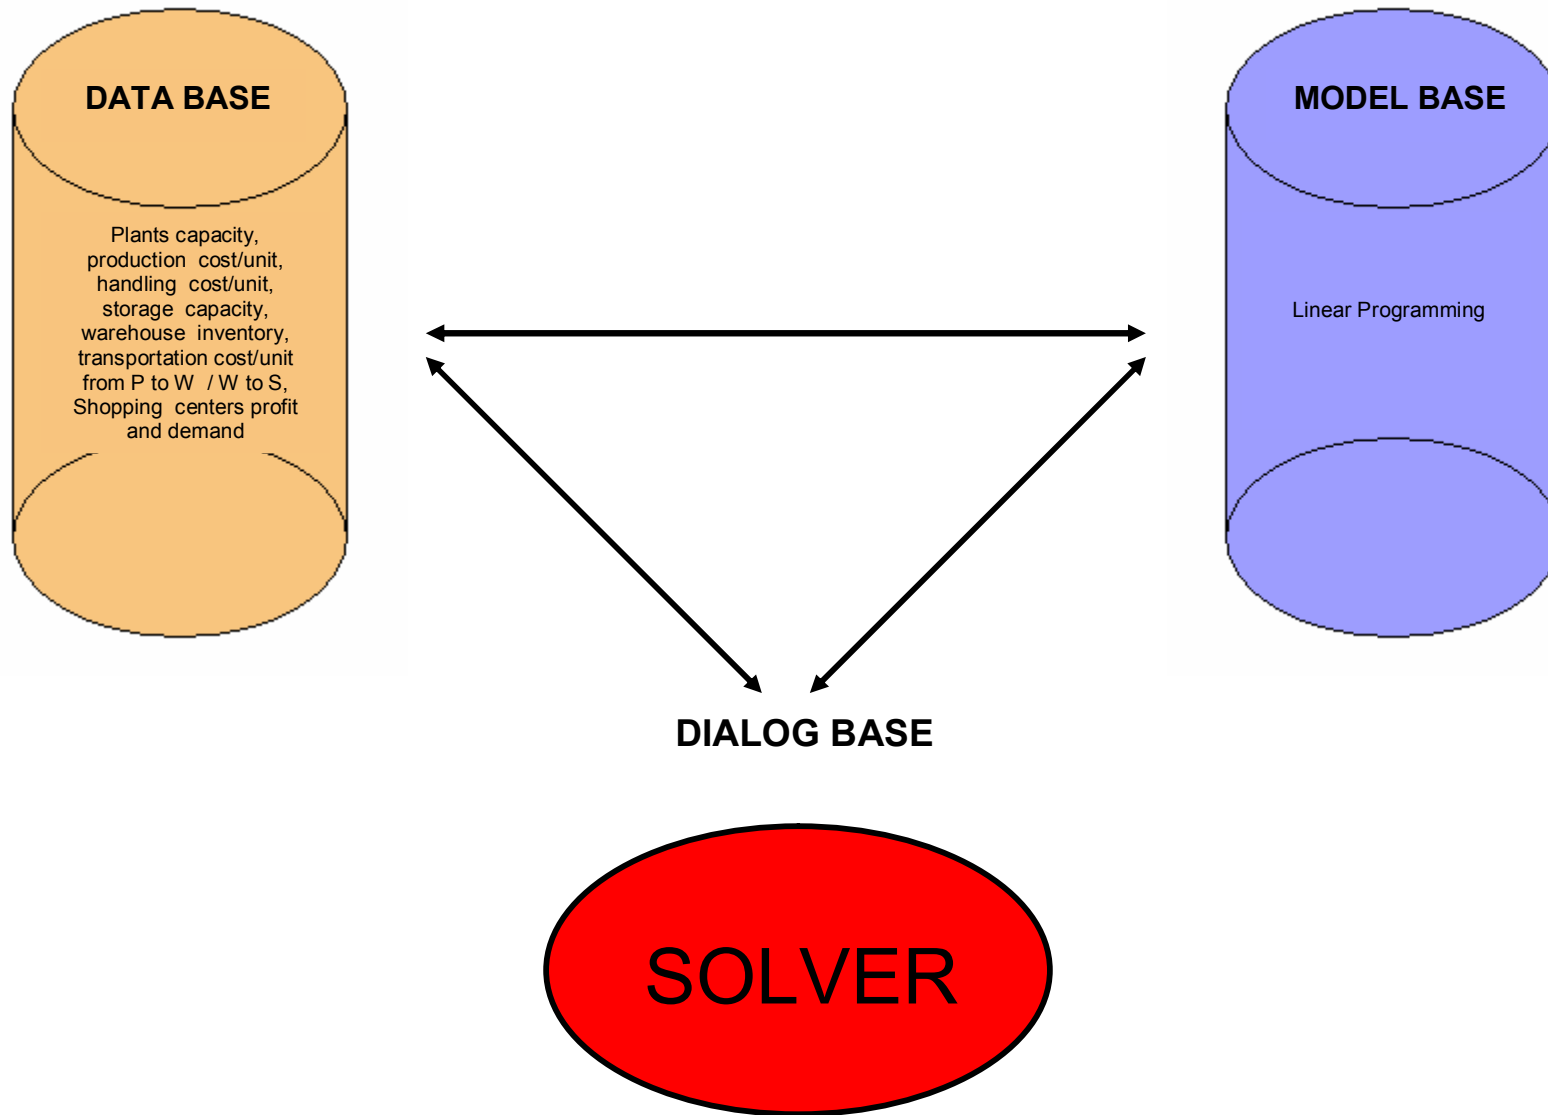 DATA BASE
MODEL BASE
Plants capacity,
production cost/unit,
handling cost/unit,
storage capacity,
warehouse inventory,
transportation cost/unit
from P to W / W to S,
Shopping centers profit
and demand
Linear Programming
DIALOG BASE
SOLVER